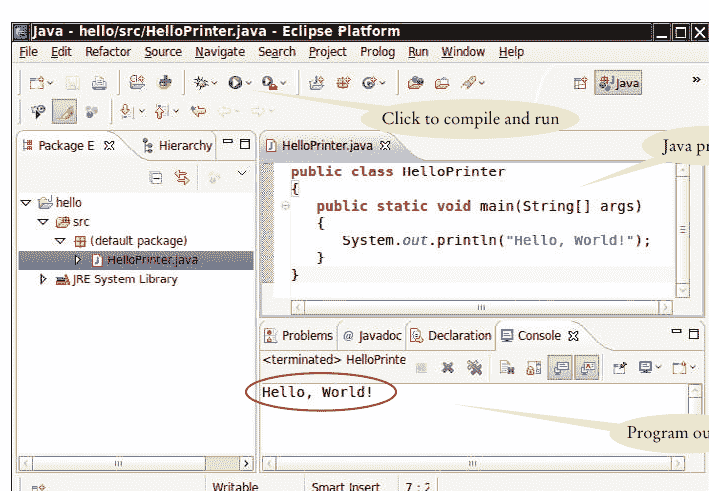 Java - hello/src/HelloPrinter.java - Eclipse Platform
File Edit Refactor Source Navigate Search Project Prolog Run Window Help
Java
»
Click to compile and run
Package E
Hierarchy
HelloPrinter.java
Java pr
hello
src
(default package)
HelloPrinter.java
JRE System Library
public class HelloPrinter
{
public static void main(String[] args)
{
System.out.println("Hello, World!");
}
}
Problems @ Javadoc Declaration Console
<terminated> HelloPrinte
Hello, World!
Program ou
Writable Smart Insert 7 : 2